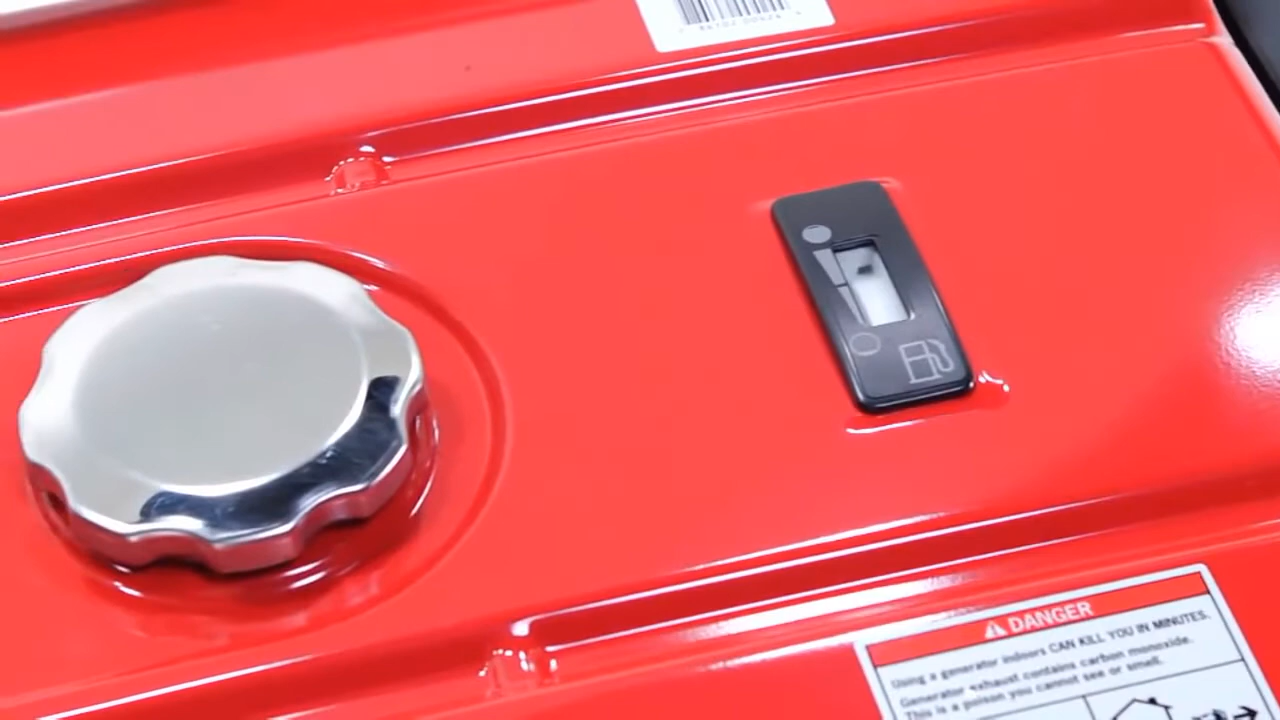 DANGER
Using a generator indoors CAN KILL YOU IN MINUTES.
Generator exhaust contains carbon monoxide.
This is a poison you cannot see or smell.